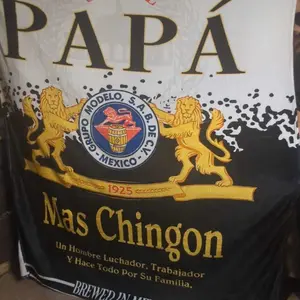 PAPÁ
GRUPO MODELO, S.A.B. DE C.V.
MEXICO
1925
Mas Chingon
Un Hombre Luchador, Trabajador
Y Hace Todo Por Su Familia.
BREWED IN